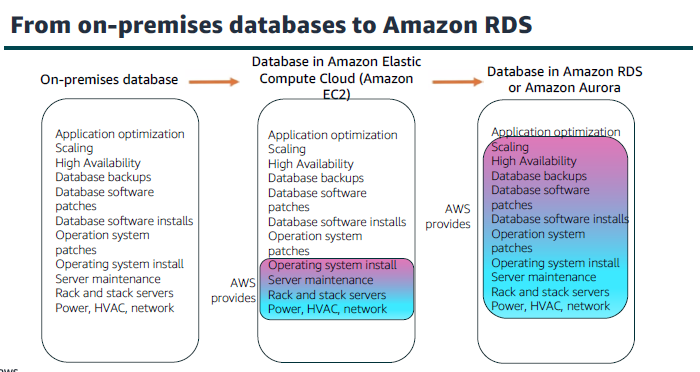 From on-premises databases to Amazon RDS
On-premises database
Application optimization
Scaling
High Availability
Database backups
Database software
patches
Database software installs
Operation system
patches
Operating system install
Server maintenance
Rack and stack servers
Power, HVAC, network
Database in Amazon Elastic
Compute Cloud (Amazon
EC2)
Application optimization
Scaling
High Availability
Database backups
Database software
patches
Database software installs
Operation system
patches
Operating system install
Server maintenance
Rack and stack servers
Power, HVAC, network
AWS
provides
Database in Amazon RDS
or Amazon Aurora
Application optimization
Scaling
High Availability
Database backups
Database software
patches
Database software installs
Operation system
patches
Operating system install
Server maintenance
Rack and stack servers
Power, HVAC, network
AWS
provides